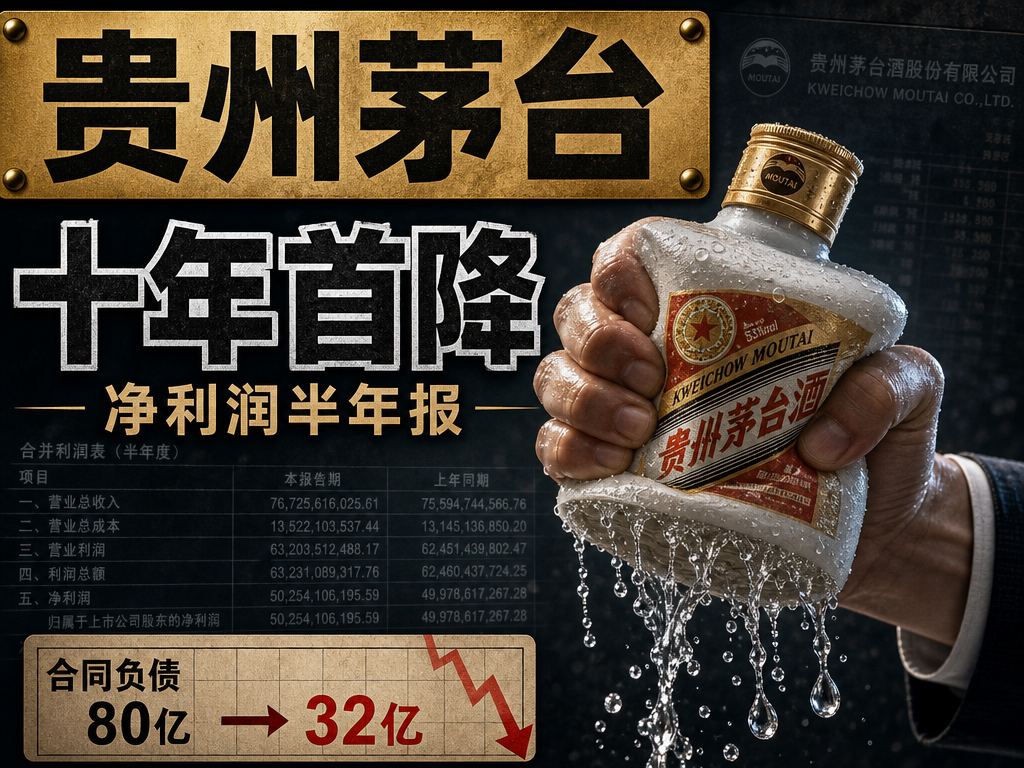 贵州茅台
MOUTAI
贵州茅台酒股份有限公司
KWEICHOW MOUTAI CO.,LTD.
十年首降
净利润半年报
MOUTAI
53%vol
KWEICHOW MOUTAI
贵州茅台酒
合并利润表（半年度）
项目 本报告期 上年同期
一、营业总收入 76,725,616,025.61 75,594,744,566.76
二、营业总成本 13,522,103,537.44 13,145,136,850.20
三、营业利润 63,203,512,488.17 62,451,439,802.47
四、利润总额 63,231,089,317.76 62,460,437,724.25
五、净利润 50,254,106,195.59 49,978,617,267.28
归属于上市公司股东的净利润 50,254,106,195.59 49,978,617,267.28
合同负债
80亿 → 32亿